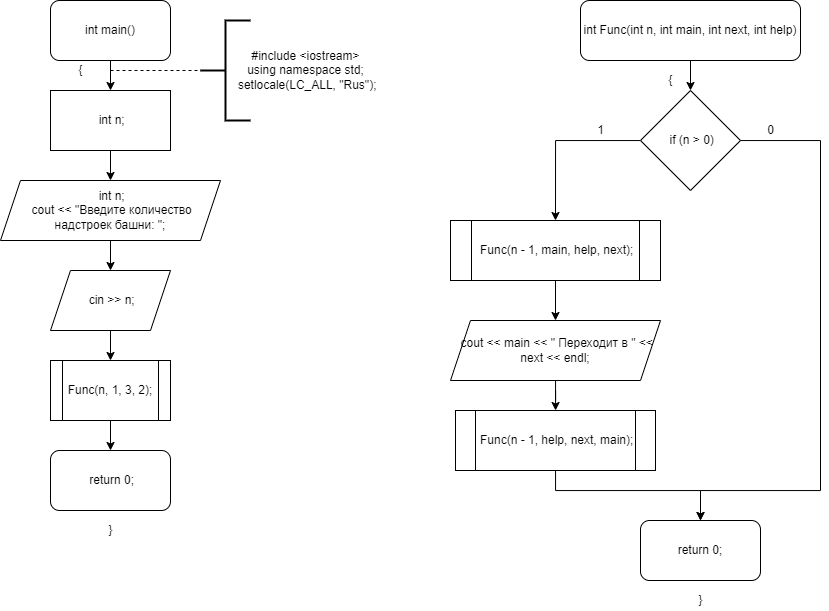 int main()
{
#include <iostream>
using namespace std;
setlocale(LC_ALL, "Rus");
int n;
int n;
cout << "Введите количество
надстроек башни: ";
cin >> n;
Func(n, 1, 3, 2);
return 0;
}
int Func(int n, int main, int next, int help)
{
if (n > 0)
1
0
Func(n - 1, main, help, next);
cout << main << " Переходит в " <<
next << endl;
Func(n - 1, help, next, main);
return 0;
}